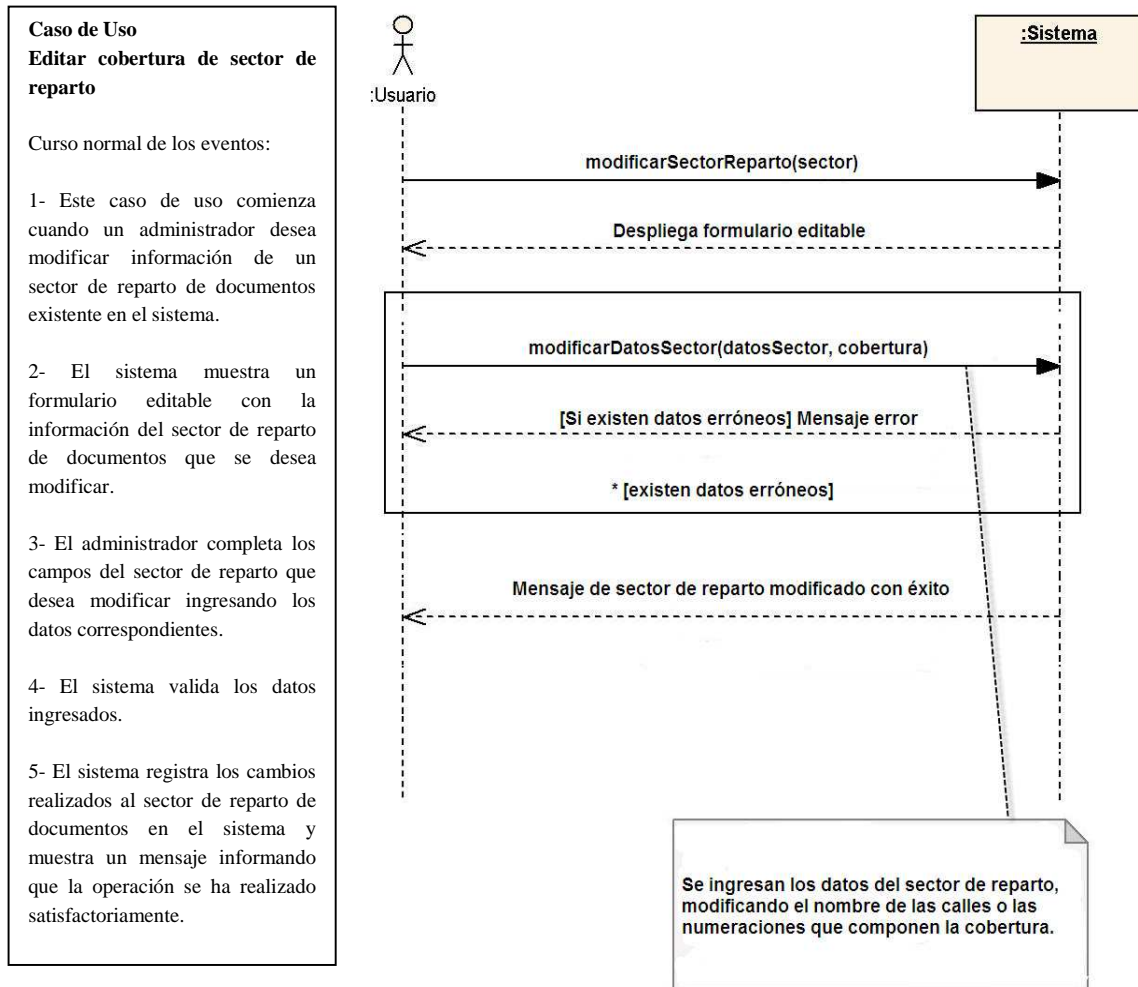 Caso de Uso
Editar cobertura de sector de
reparto
Curso normal de los eventos:
1- Este caso de uso comienza
cuando un administrador desea
modificar información de un
sector de reparto de documentos
existente en el sistema.
2- El sistema muestra un
formulario editable con la
información del sector de reparto
de documentos que se desea
modificar.
3- El administrador completa los
campos del sector de reparto que
desea modificar ingresando los
datos correspondientes.
4- El sistema valida los datos
ingresados.
5- El sistema registra los cambios
realizados al sector de reparto de
documentos en el sistema y
muestra un mensaje informando
que la operación se ha realizado
satisfactoriamente.
:Usuario
:Sistema
modificarSectorReparto(sector)
Despliega formulario editable
modificarDatosSector(datosSector, cobertura)
[Si existen datos erróneos] Mensaje error
* [existen datos erróneos]
Mensaje de sector de reparto modificado con éxito
Se ingresan los datos del sector de reparto,
modificando el nombre de las calles o las
numeraciones que componen la cobertura.